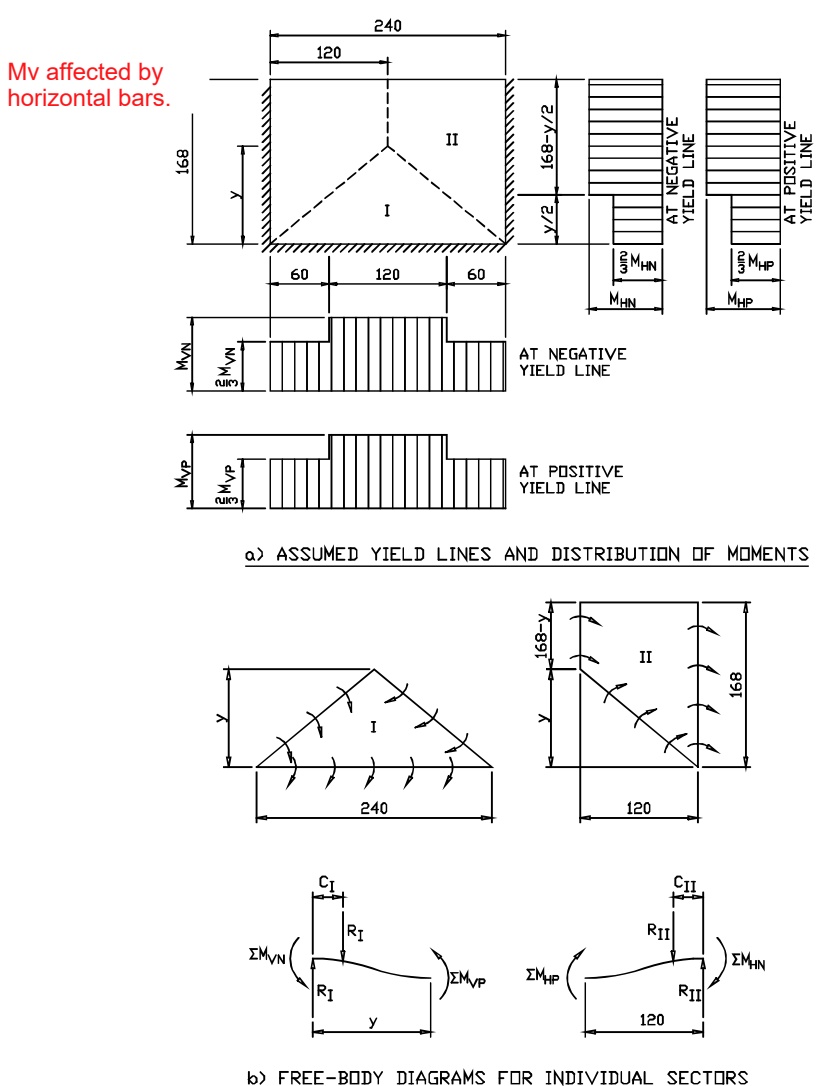 Mv affected by
horizontal bars.
240
120
168
y
II
I
168-y/2
y/2
AT NEGATIVE
YIELD LINE
AT POSITIVE
YIELD LINE
2/3 MHN
MHN
2/3 MHP
MHP
60
120
60
MVN
2/3 MVN
AT NEGATIVE
YIELD LINE
MVP
2/3 MVP
AT POSITIVE
YIELD LINE
a) ASSUMED YIELD LINES AND DISTRIBUTION OF MOMENTS
y
I
240
168-y
y
II
168
120
CI
RI
ΣMVN
RI
ΣMVP
y
CII
RII
ΣMHP
ΣMHN
RII
120
b) FREE-BODY DIAGRAMS FOR INDIVIDUAL SECTORS